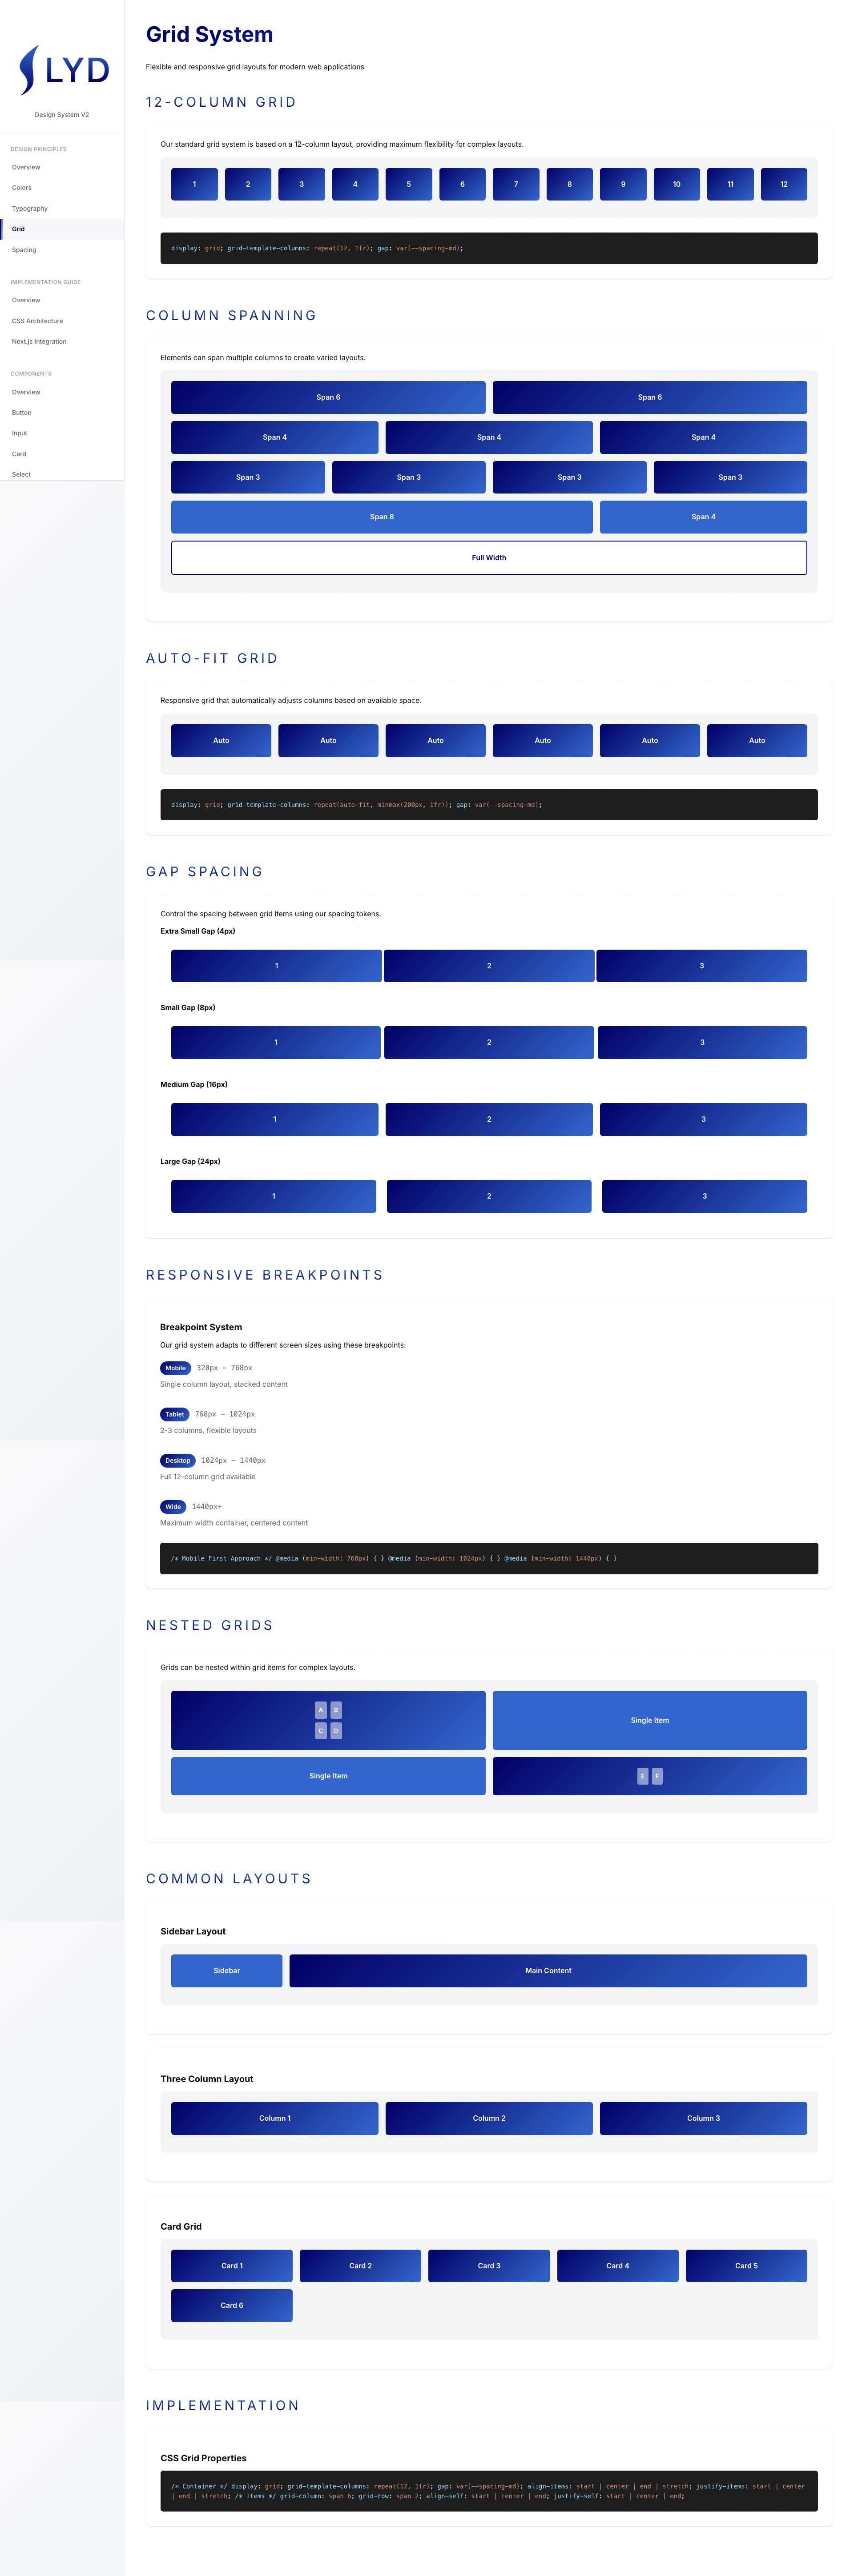 LYD
Design System V2
DESIGN PRINCIPLES
Overview
Colors
Typography
Grid
Spacing
IMPLEMENTATION GUIDE
Overview
CSS Architecture
Next.js Integration
COMPONENTS
Overview
Button
Input
Card
Select
Grid System
Flexible and responsive grid layouts for modern web applications
12-COLUMN GRID
Our standard grid system is based on a 12-column layout, providing maximum flexibility for complex layouts.
1 2 3 4 5 6 7 8 9 10 11 12
display: grid; grid-template-columns: repeat(12, 1fr); gap: var(--spacing-md);
COLUMN SPANNING
Elements can span multiple columns to create varied layouts.
Span 6 Span 6
Span 4 Span 4 Span 4
Span 3 Span 3 Span 3 Span 3
Span 8 Span 4
Full Width
AUTO-FIT GRID
Responsive grid that automatically adjusts columns based on available space.
Auto Auto Auto Auto Auto Auto
display: grid; grid-template-columns: repeat(auto-fit, minmax(200px, 1fr)); gap: var(--spacing-md);
GAP SPACING
Control the spacing between grid items using our spacing tokens.
Extra Small Gap (4px)
1 2 3
Small Gap (8px)
1 2 3
Medium Gap (16px)
1 2 3
Large Gap (24px)
1 2 3
RESPONSIVE BREAKPOINTS
Breakpoint System
Our grid system adapts to different screen sizes using these breakpoints:
Mobile 320px - 768px
Single column layout, stacked content
Tablet 768px - 1024px
2-3 columns, flexible layouts
Desktop 1024px - 1440px
Full 12-column grid available
Wide 1440px+
Maximum width container, centered content
/* Mobile First Approach */ @media (min-width: 768px) { } @media (min-width: 1024px) { } @media (min-width: 1440px) { }
NESTED GRIDS
Grids can be nested within grid items for complex layouts.
A B
C D
Single Item
Single Item
E F
COMMON LAYOUTS
Sidebar Layout
Sidebar Main Content
Three Column Layout
Column 1 Column 2 Column 3
Card Grid
Card 1 Card 2 Card 3 Card 4 Card 5
Card 6
IMPLEMENTATION
CSS Grid Properties
/* Container */ display: grid; grid-template-columns: repeat(12, 1fr); gap: var(--spacing-md); align-items: start | center | end | stretch; justify-items: start | center
| end | stretch; /* Items */ grid-column: span 6; grid-row: span 2; align-self: start | center | end; justify-self: start | center | end;